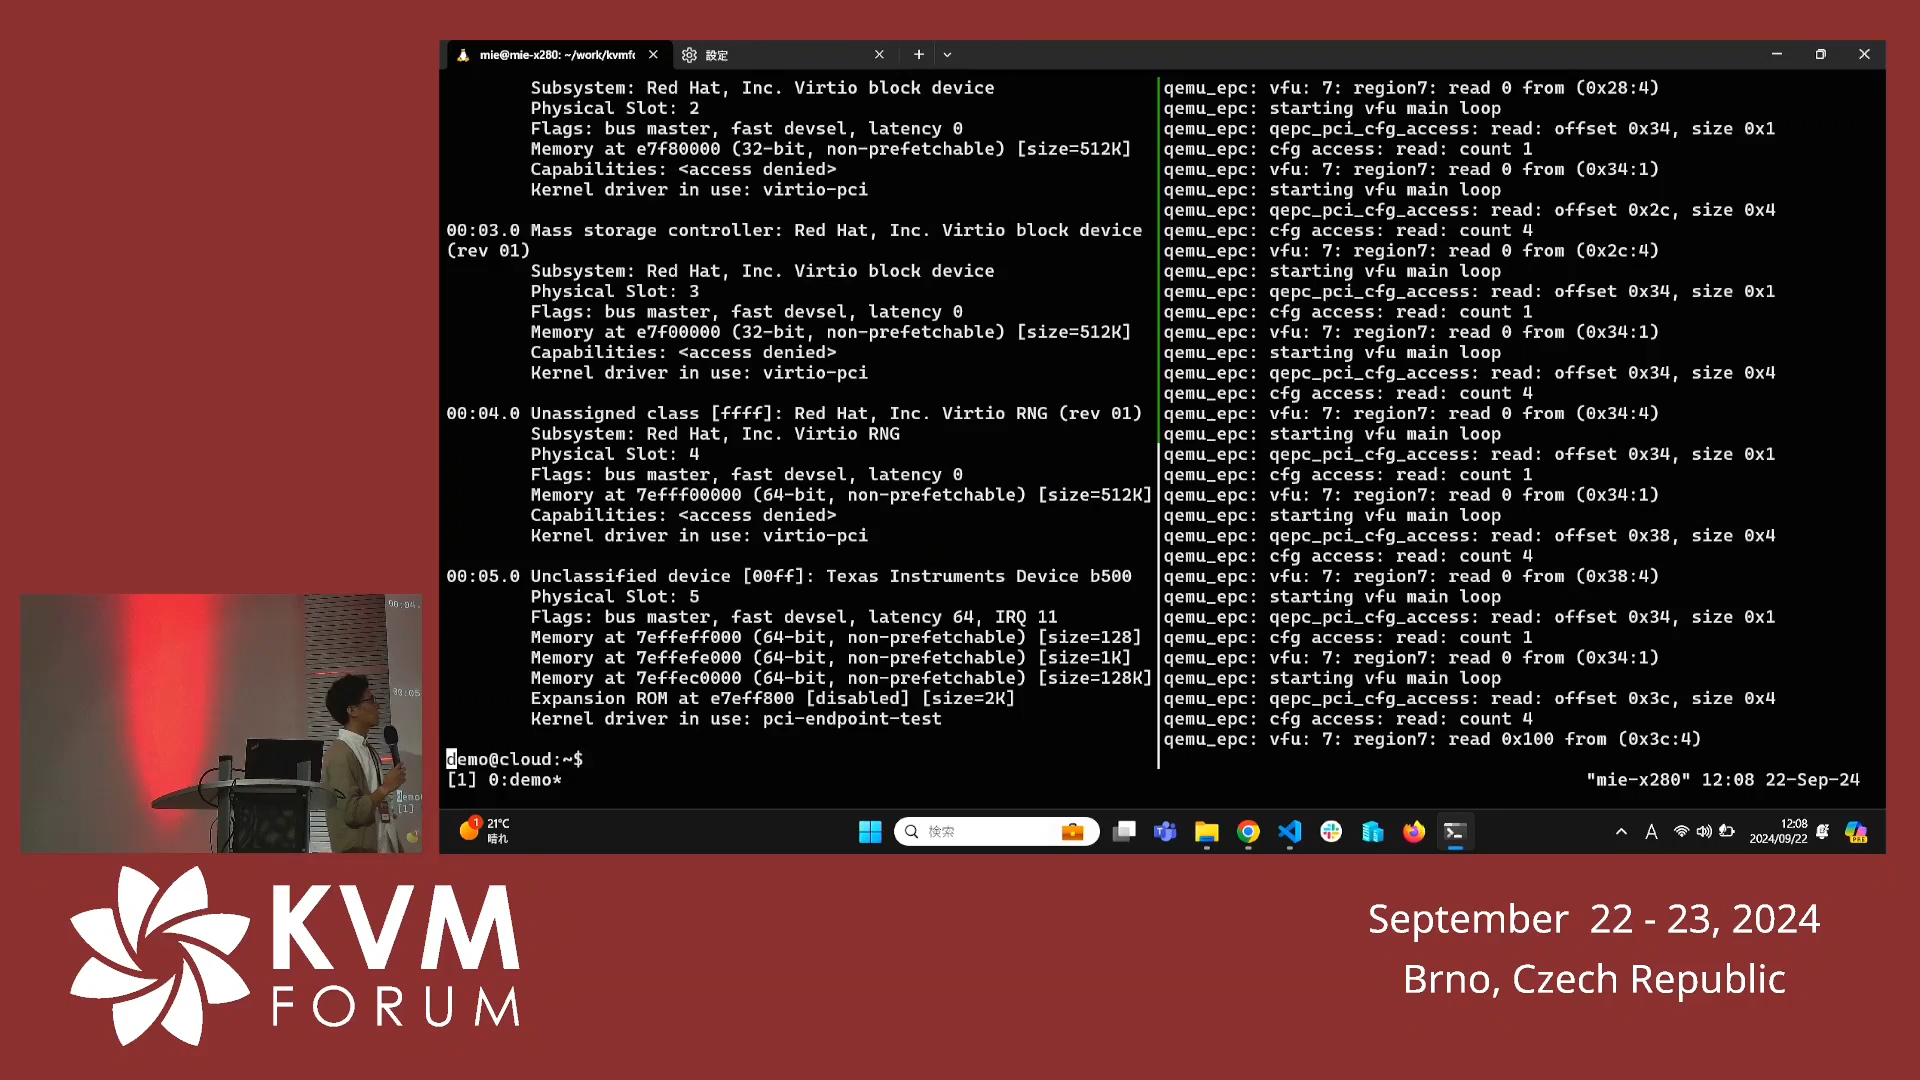 mie@mie-x280: ~/work/kvmfc
設定
Subsystem: Red Hat, Inc. Virtio block device
Physical Slot: 2
Flags: bus master, fast devsel, latency 0
Memory at e7f80000 (32-bit, non-prefetchable) [size=512K]
Capabilities: <access denied>
Kernel driver in use: virtio-pci
00:03.0 Mass storage controller: Red Hat, Inc. Virtio block device
(rev 01)
Subsystem: Red Hat, Inc. Virtio block device
Physical Slot: 3
Flags: bus master, fast devsel, latency 0
Memory at e7f00000 (32-bit, non-prefetchable) [size=512K]
Capabilities: <access denied>
Kernel driver in use: virtio-pci
00:04.0 Unassigned class [ffff]: Red Hat, Inc. Virtio RNG (rev 01)
Subsystem: Red Hat, Inc. Virtio RNG
Physical Slot: 4
Flags: bus master, fast devsel, latency 0
Memory at 7efff00000 (64-bit, non-prefetchable) [size=512K]
Capabilities: <access denied>
Kernel driver in use: virtio-pci
00:05.0 Unclassified device [00ff]: Texas Instruments Device b500
Physical Slot: 5
Flags: bus master, fast devsel, latency 64, IRQ 11
Memory at 7effeff000 (64-bit, non-prefetchable) [size=128]
Memory at 7effefe000 (64-bit, non-prefetchable) [size=1K]
Memory at 7effec0000 (64-bit, non-prefetchable) [size=128K]
Expansion ROM at e7eff800 [disabled] [size=2K]
Kernel driver in use: pci-endpoint-test
demo@cloud:~$
[1] 0:demo*
qemu_epc: vfu: 7: region7: read 0 from (0x28:4)
qemu_epc: starting vfu main loop
qemu_epc: qepc_pci_cfg_access: read: offset 0x34, size 0x1
qemu_epc: cfg access: read: count 1
qemu_epc: vfu: 7: region7: read 0 from (0x34:1)
qemu_epc: starting vfu main loop
qemu_epc: qepc_pci_cfg_access: read: offset 0x2c, size 0x4
qemu_epc: cfg access: read: count 4
qemu_epc: vfu: 7: region7: read 0 from (0x2c:4)
qemu_epc: starting vfu main loop
qemu_epc: qepc_pci_cfg_access: read: offset 0x34, size 0x1
qemu_epc: cfg access: read: count 1
qemu_epc: vfu: 7: region7: read 0 from (0x34:1)
qemu_epc: starting vfu main loop
qemu_epc: qepc_pci_cfg_access: read: offset 0x34, size 0x4
qemu_epc: cfg access: read: count 4
qemu_epc: vfu: 7: region7: read 0 from (0x34:4)
qemu_epc: starting vfu main loop
qemu_epc: qepc_pci_cfg_access: read: offset 0x34, size 0x1
qemu_epc: cfg access: read: count 1
qemu_epc: vfu: 7: region7: read 0 from (0x34:1)
qemu_epc: starting vfu main loop
qemu_epc: qepc_pci_cfg_access: read: offset 0x38, size 0x4
qemu_epc: cfg access: read: count 4
qemu_epc: vfu: 7: region7: read 0 from (0x38:4)
qemu_epc: starting vfu main loop
qemu_epc: qepc_pci_cfg_access: read: offset 0x34, size 0x1
qemu_epc: cfg access: read: count 1
qemu_epc: vfu: 7: region7: read 0 from (0x34:1)
qemu_epc: starting vfu main loop
qemu_epc: qepc_pci_cfg_access: read: offset 0x3c, size 0x4
qemu_epc: cfg access: read: count 4
qemu_epc: vfu: 7: region7: read 0x100 from (0x3c:4)
"mie-x280" 12:08 22-Sep-24
00:04.
00:05
demo
[1]
1
21°C
晴れ
検索
A
12:08
2024/09/22
PRE
KVM
FORUM
September 22 - 23, 2024
Brno, Czech Republic